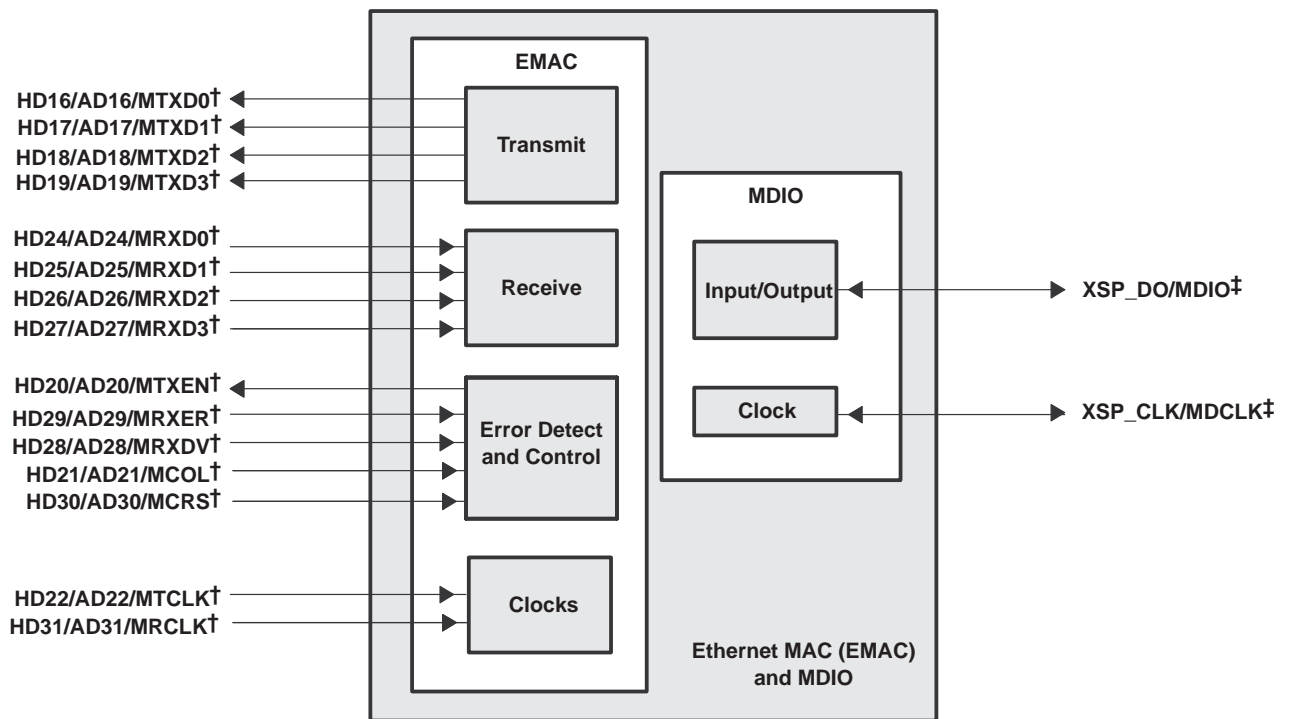 EMAC
HD16/AD16/MTXD0†
HD17/AD17/MTXD1†
HD18/AD18/MTXD2†
HD19/AD19/MTXD3†
Transmit
HD24/AD24/MRXD0†
HD25/AD25/MRXD1†
HD26/AD26/MRXD2†
HD27/AD27/MRXD3†
Receive
HD20/AD20/MTXEN†
HD29/AD29/MRXER†
HD28/AD28/MRXDV†
HD21/AD21/MCOL†
HD30/AD30/MCRS†
Error Detect
and Control
HD22/AD22/MTCLK†
HD31/AD31/MRCLK†
Clocks
MDIO
Input/Output
XSP_DO/MDIO‡
Clock
XSP_CLK/MDCLK‡
Ethernet MAC (EMAC)
and MDIO